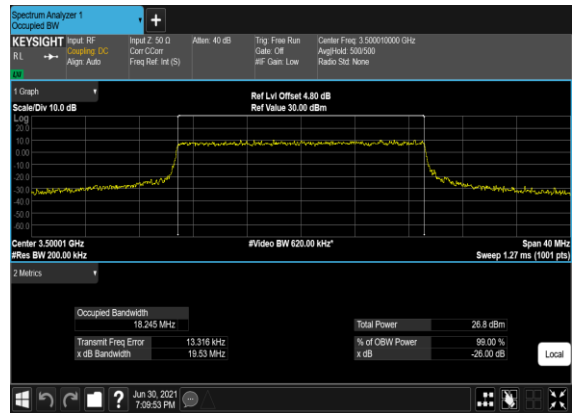 Spectrum Analyzer 1
Occupied BW
KEYSIGHT Input: RF Input Z: 50 Ω Atten: 40 dB Trig: Free Run Center Freq: 3.500010000 GHz
RL Coupling: DC Corr CCorr Gate: Off Avg|Hold: 500/500
Align: Auto Freq Ref: Int (S) #IF Gain: Low Radio Std: None
1 Graph
Ref Lvl Offset 4.80 dB
Scale/Div 10.0 dB Ref Value 30.00 dBm
Log
20.0
10.0
0.00
-10.0
-20.0
-30.0
-40.0
-50.0
-60.0
Center 3.50001 GHz #Video BW 620.00 kHz* Span 40 MHz
#Res BW 200.00 kHz Sweep 1.27 ms (1001 pts)
2 Metrics
Occupied Bandwidth
18.245 MHz Total Power 26.8 dBm
Transmit Freq Error 13.316 kHz % of OBW Power 99.00 %
x dB Bandwidth 19.53 MHz x dB -26.00 dB
Local
? Jun 30, 2021
7:09:53 PM